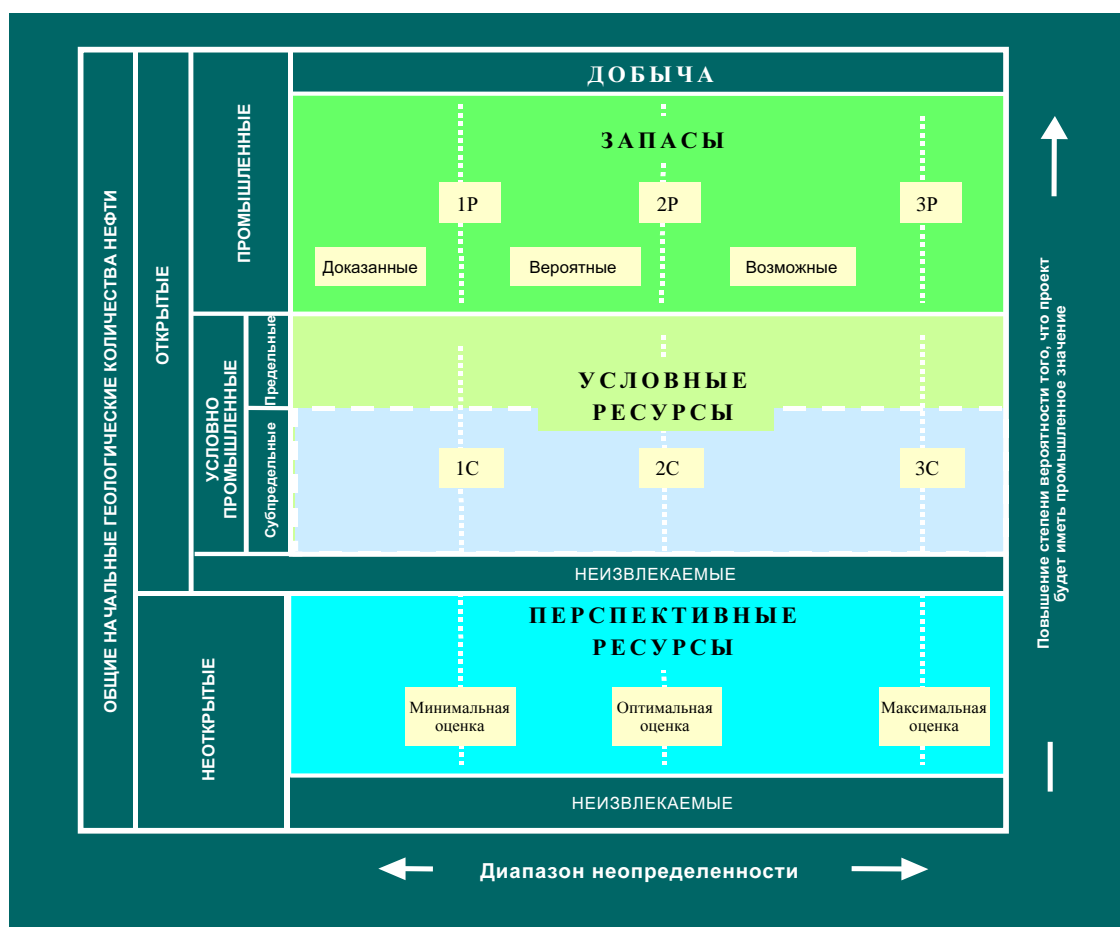 ОБЩИЕ НАЧАЛЬНЫЕ ГЕОЛОГИЧЕСКИЕ КОЛИЧЕСТВА НЕФТИ
ОТКРЫТЫЕ
ПРОМЫШЛЕННЫЕ
ДОБЫЧА
ЗАПАСЫ
1P
2P
3P
Доказанные
Вероятные
Возможные
УСЛОВНО
ПРОМЫШЛЕННЫЕ
Предельные
Субпредельные
УСЛОВНЫЕ
РЕСУРСЫ
1C
2C
3C
НЕИЗВЛЕКАЕМЫЕ
НЕОТКРЫТЫЕ
ПЕРСПЕКТИВНЫЕ
РЕСУРСЫ
Минимальная
оценка
Оптимальная
оценка
Максимальная
оценка
НЕИЗВЛЕКАЕМЫЕ
Диапазон неопределенности
Повышение степени вероятности того, что проект
будет иметь промышленное значение